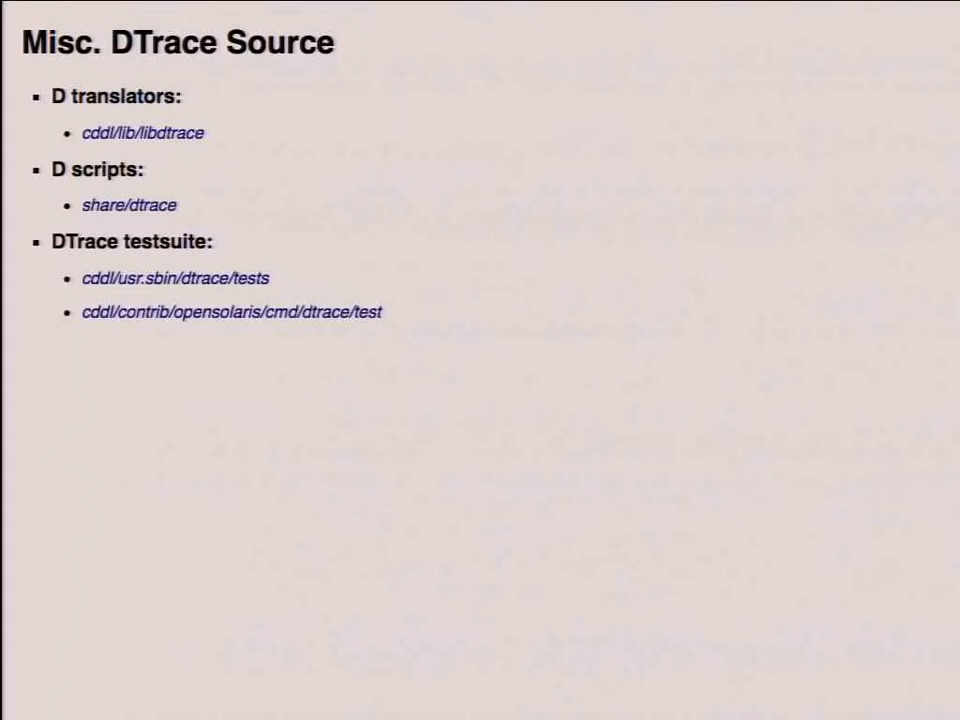 Misc. DTrace Source
D translators:
cddl/lib/libdtrace
D scripts:
share/dtrace
DTrace testsuite:
cddl/usr.sbin/dtrace/tests
cddl/contrib/opensolaris/cmd/dtrace/test